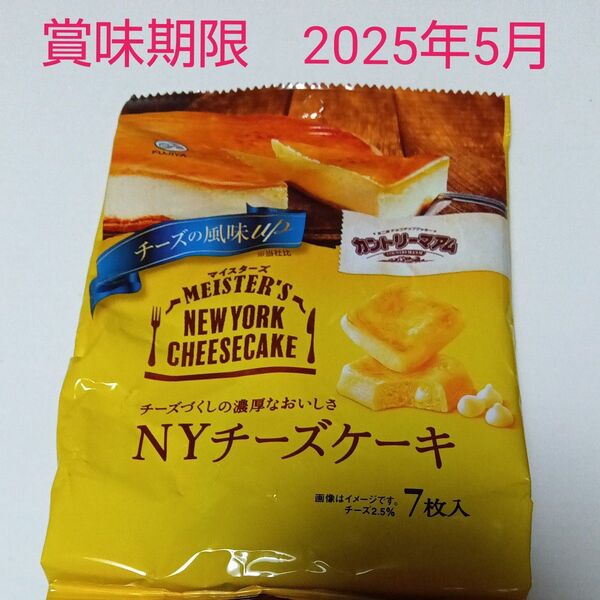 賞味期限　2025年5月
FUJIYA
チーズの風味up
※当社比
カントリーマアム
COUNTRY MA'AM
マイスターズ
MEISTER'S
NEW YORK
CHEESECAKE
チーズづくしの濃厚なおいしさ
NYチーズケーキ
画像はイメージです。
チーズ2.5%
7枚入